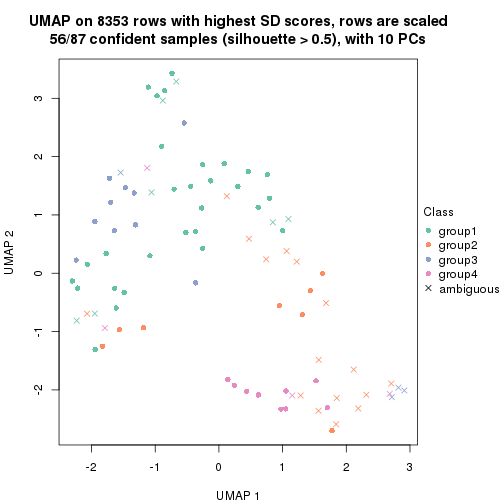 UMAP on 8353 rows with highest SD scores, rows are scaled
56/87 confident samples (silhouette > 0.5), with 10 PCs
3
2
1
0
-1
-2
UMAP 2
-2
-1
0
1
2
3
UMAP 1
Class
group1
group2
group3
group4
ambiguous